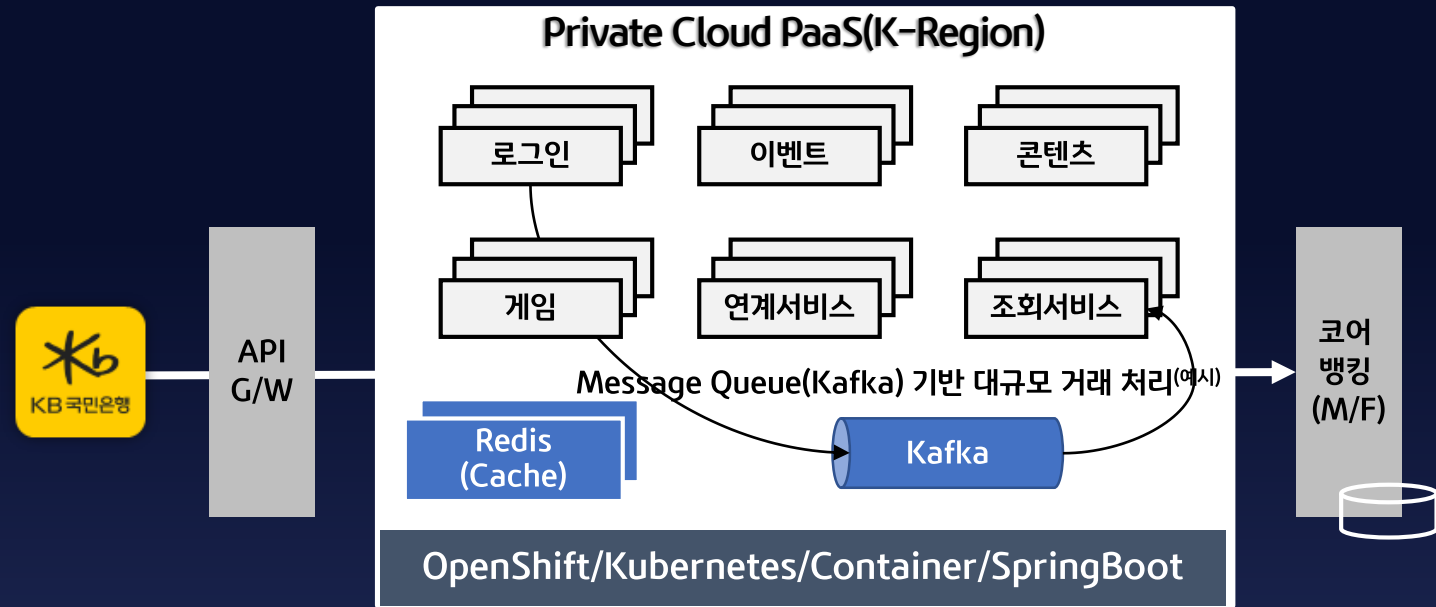 Private Cloud PaaS(K-Region)
로그인
이벤트
콘텐츠
게임
연계서비스
조회서비스
KB국민은행
API
G/W
Message Queue(Kafka) 기반 대규모 거래 처리(예시)
Redis
(Cache)
Kafka
코어
뱅킹
(M/F)
OpenShift/Kubernetes/Container/SpringBoot